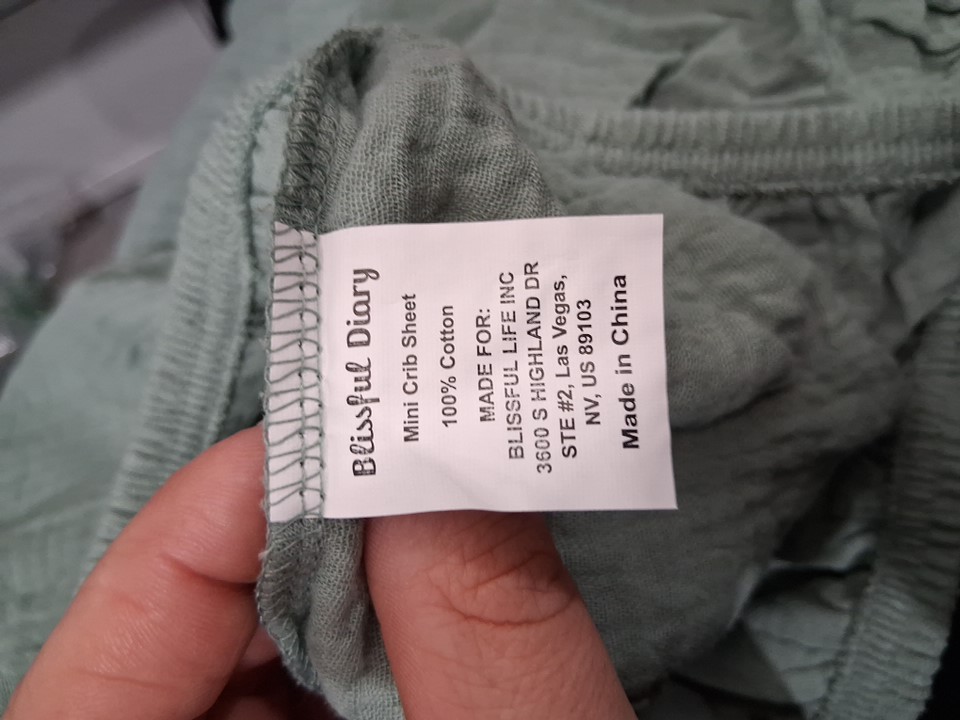 Blissful Diary
Mini Crib Sheet
100% Cotton
MADE FOR:
BLISSFUL LIFE INC
3600 S HIGHLAND DR
STE #2, Las Vegas,
NV, US 89103
Made in China